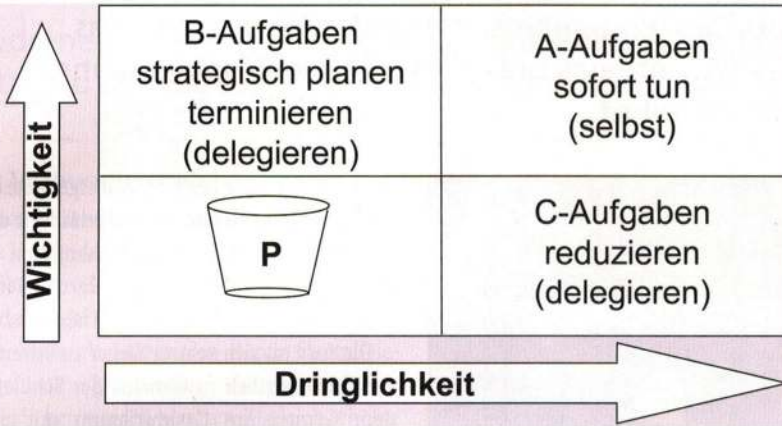 B-Aufgaben
strategisch planen
terminieren
(delegieren)
A-Aufgaben
sofort tun
(selbst)
Wichtigkeit
P
C-Aufgaben
reduzieren
(delegieren)
Dringlichkeit